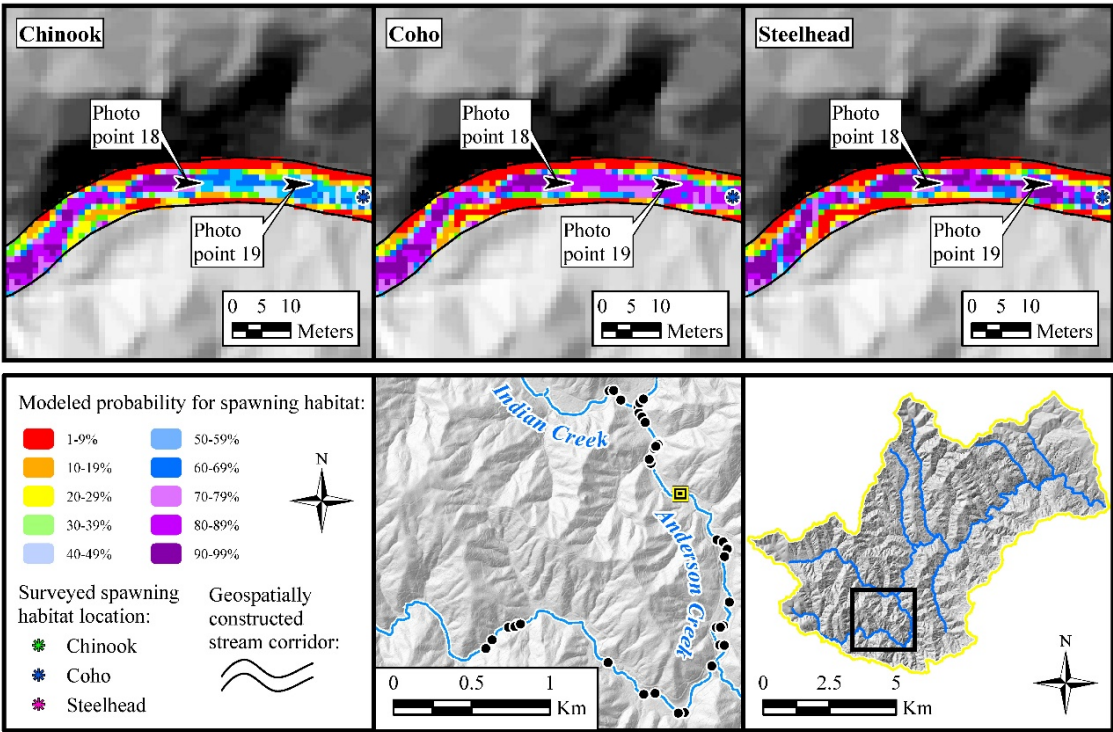 Chinook
Photo
point 18
Photo
point 19
0 5 10
Meters
Coho
Photo
point 18
Photo
point 19
0 5 10
Meters
Steelhead
Photo
point 18
Photo
point 19
0 5 10
Meters
Modeled probability for spawning habitat:
1-9%
10-19%
20-29%
30-39%
40-49%
50-59%
60-69%
70-79%
80-89%
90-99%
N
Surveyed spawning
habitat location:
Chinook
Coho
Steelhead
Geospatially
constructed
stream corridor:
Indian Creek
Anderson Creek
0 0.5 1
Km
0 2.5 5
Km
N